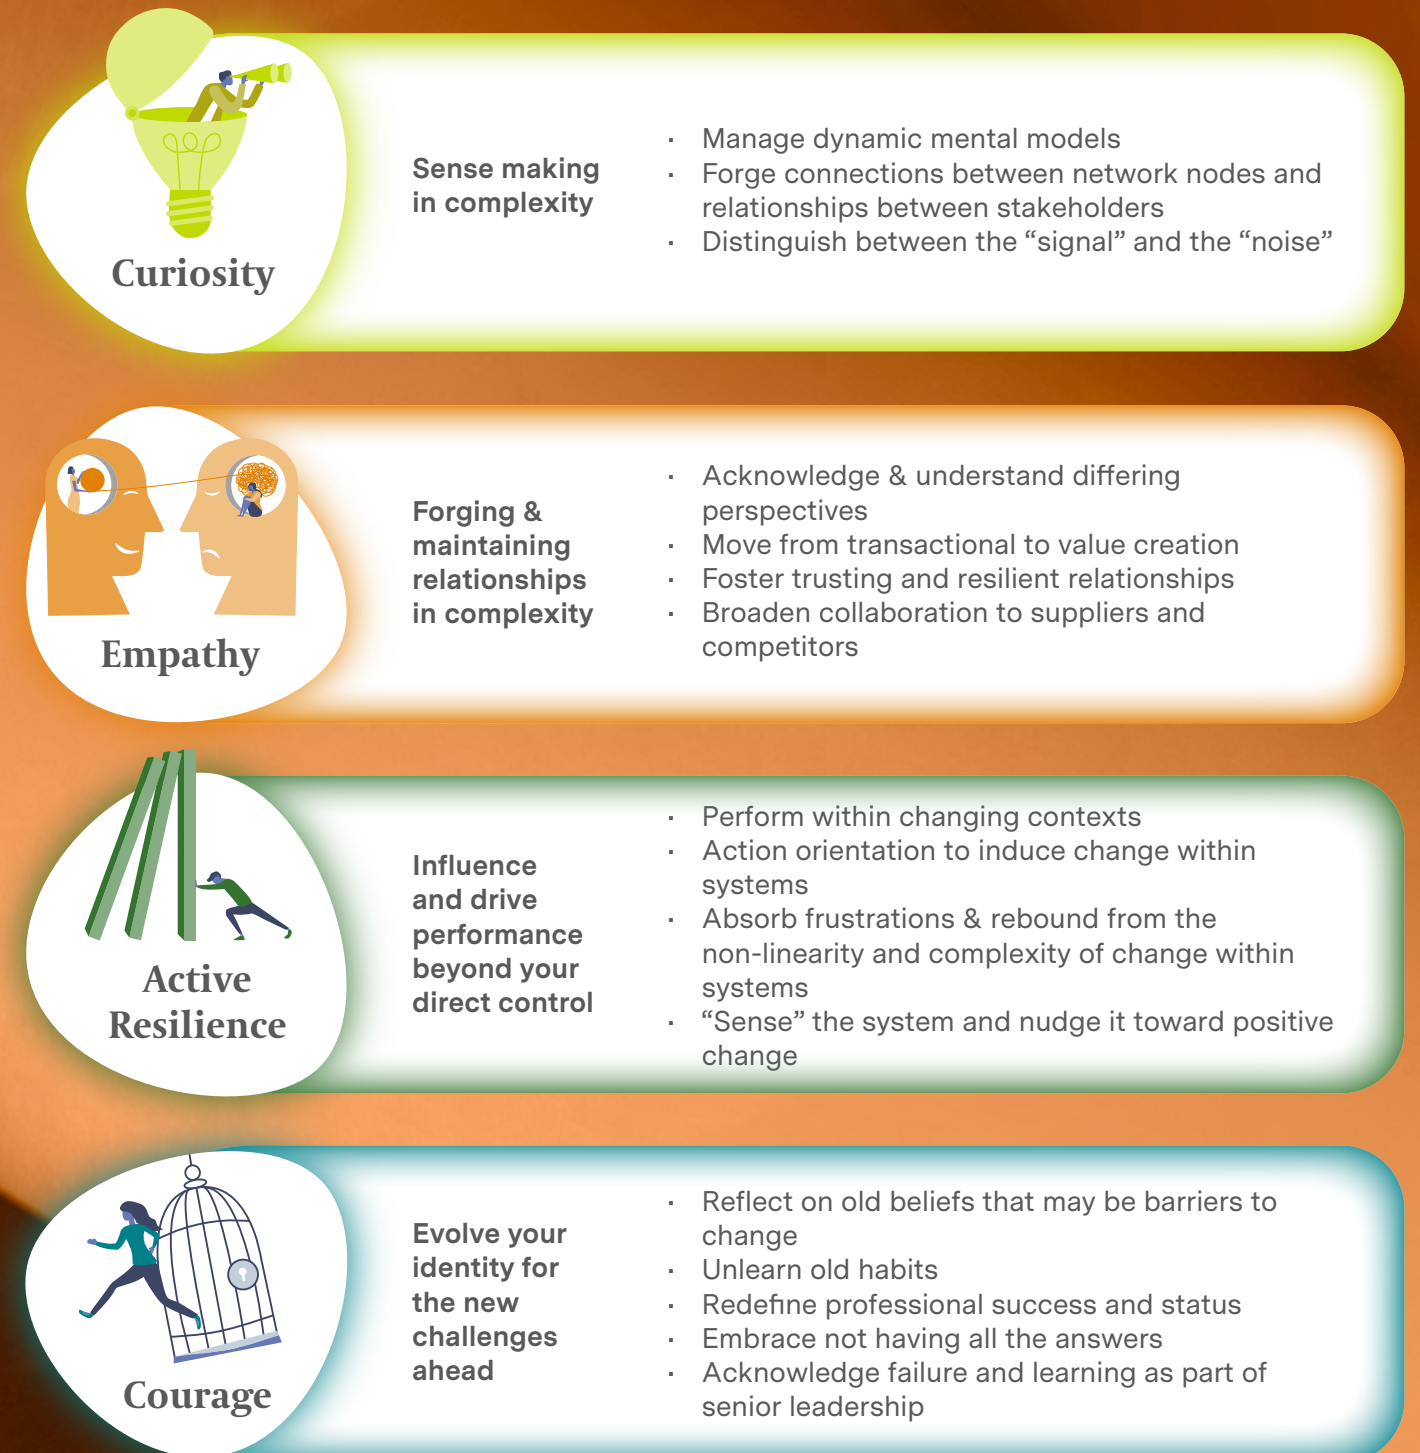 Curiosity
Sense making
in complexity
· Manage dynamic mental models
· Forge connections between network nodes and
relationships between stakeholders
· Distinguish between the “signal” and the “noise”
Empathy
Forging &
maintaining
relationships
in complexity
· Acknowledge & understand differing
perspectives
· Move from transactional to value creation
· Foster trusting and resilient relationships
· Broaden collaboration to suppliers and
competitors
Active
Resilience
Influence
and drive
performance
beyond your
direct control
· Perform within changing contexts
· Action orientation to induce change within
systems
· Absorb frustrations & rebound from the
non-linearity and complexity of change within
systems
· “Sense” the system and nudge it toward positive
change
Courage
Evolve your
identity for
the new
challenges
ahead
· Reflect on old beliefs that may be barriers to
change
· Unlearn old habits
· Redefine professional success and status
· Embrace not having all the answers
· Acknowledge failure and learning as part of
senior leadership